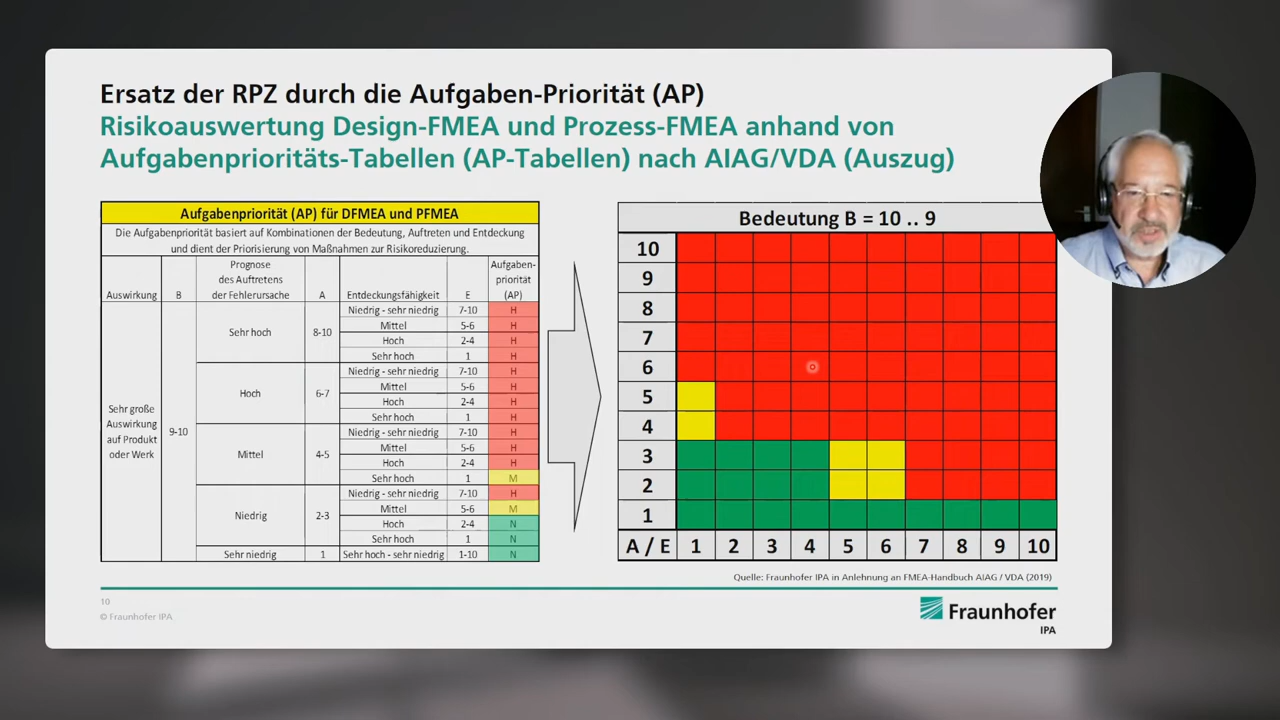 Ersatz der RPZ durch die Aufgaben-Priorität (AP)
Risikoauswertung Design-FMEA und Prozess-FMEA anhand von
Aufgabenprioritäts-Tabellen (AP-Tabellen) nach AIAG/VDA (Auszug)
Aufgabenpriorität (AP) für DFMEA und PFMEA
Die Aufgabenpriorität basiert auf Kombinationen der Bedeutung, Auftreten und Entdeckung
und dient der Priorisierung von Maßnahmen zur Risikoreduzierung.
Auswirkung B Prognose des Auftretens der Fehlerursache A Entdeckungsfähigkeit E Aufgaben-priorität (AP)
Sehr große
Auswirkung
auf Produkt
oder Werk
9-10
Sehr hoch 8-10
Niedrig - sehr niedrig 7-10 H
Mittel 5-6 H
Hoch 2-4 H
Sehr hoch 1 H
Hoch 6-7
Niedrig - sehr niedrig 7-10 H
Mittel 5-6 H
Hoch 2-4 H
Sehr hoch 1 H
Mittel 4-5
Niedrig - sehr niedrig 7-10 H
Mittel 5-6 H
Hoch 2-4 H
Sehr hoch 1 M
Niedrig 2-3
Niedrig - sehr niedrig 7-10 H
Mittel 5-6 M
Hoch 2-4 N
Sehr hoch 1 N
Sehr niedrig 1 Sehr hoch - sehr niedrig 1-10 N
Bedeutung B = 10 .. 9
10
9
8
7
6
5
4
3
2
1
A / E 1 2 3 4 5 6 7 8 9 10
Quelle: Fraunhofer IPA in Anlehnung an FMEA-Handbuch AIAG / VDA (2019)
10
© Fraunhofer IPA
Fraunhofer
IPA